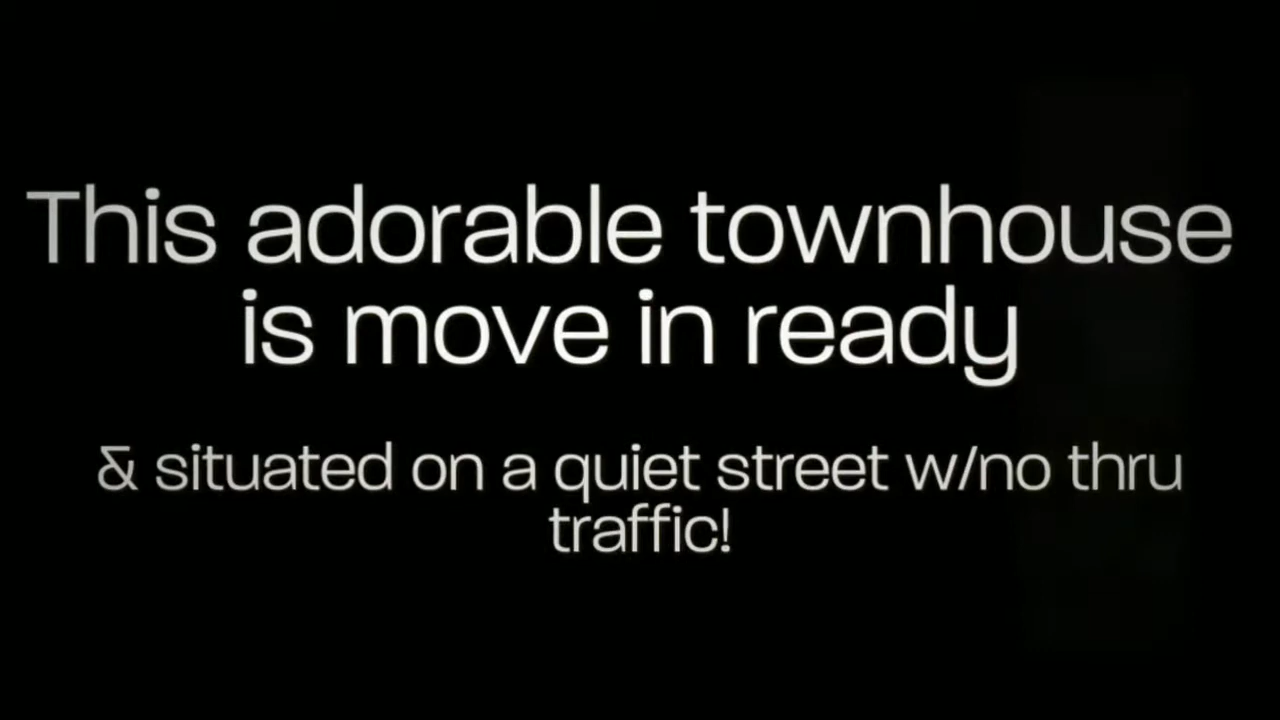 This adorable townhouse
is move in ready
& situated on a quiet street w/no thru
traffic!